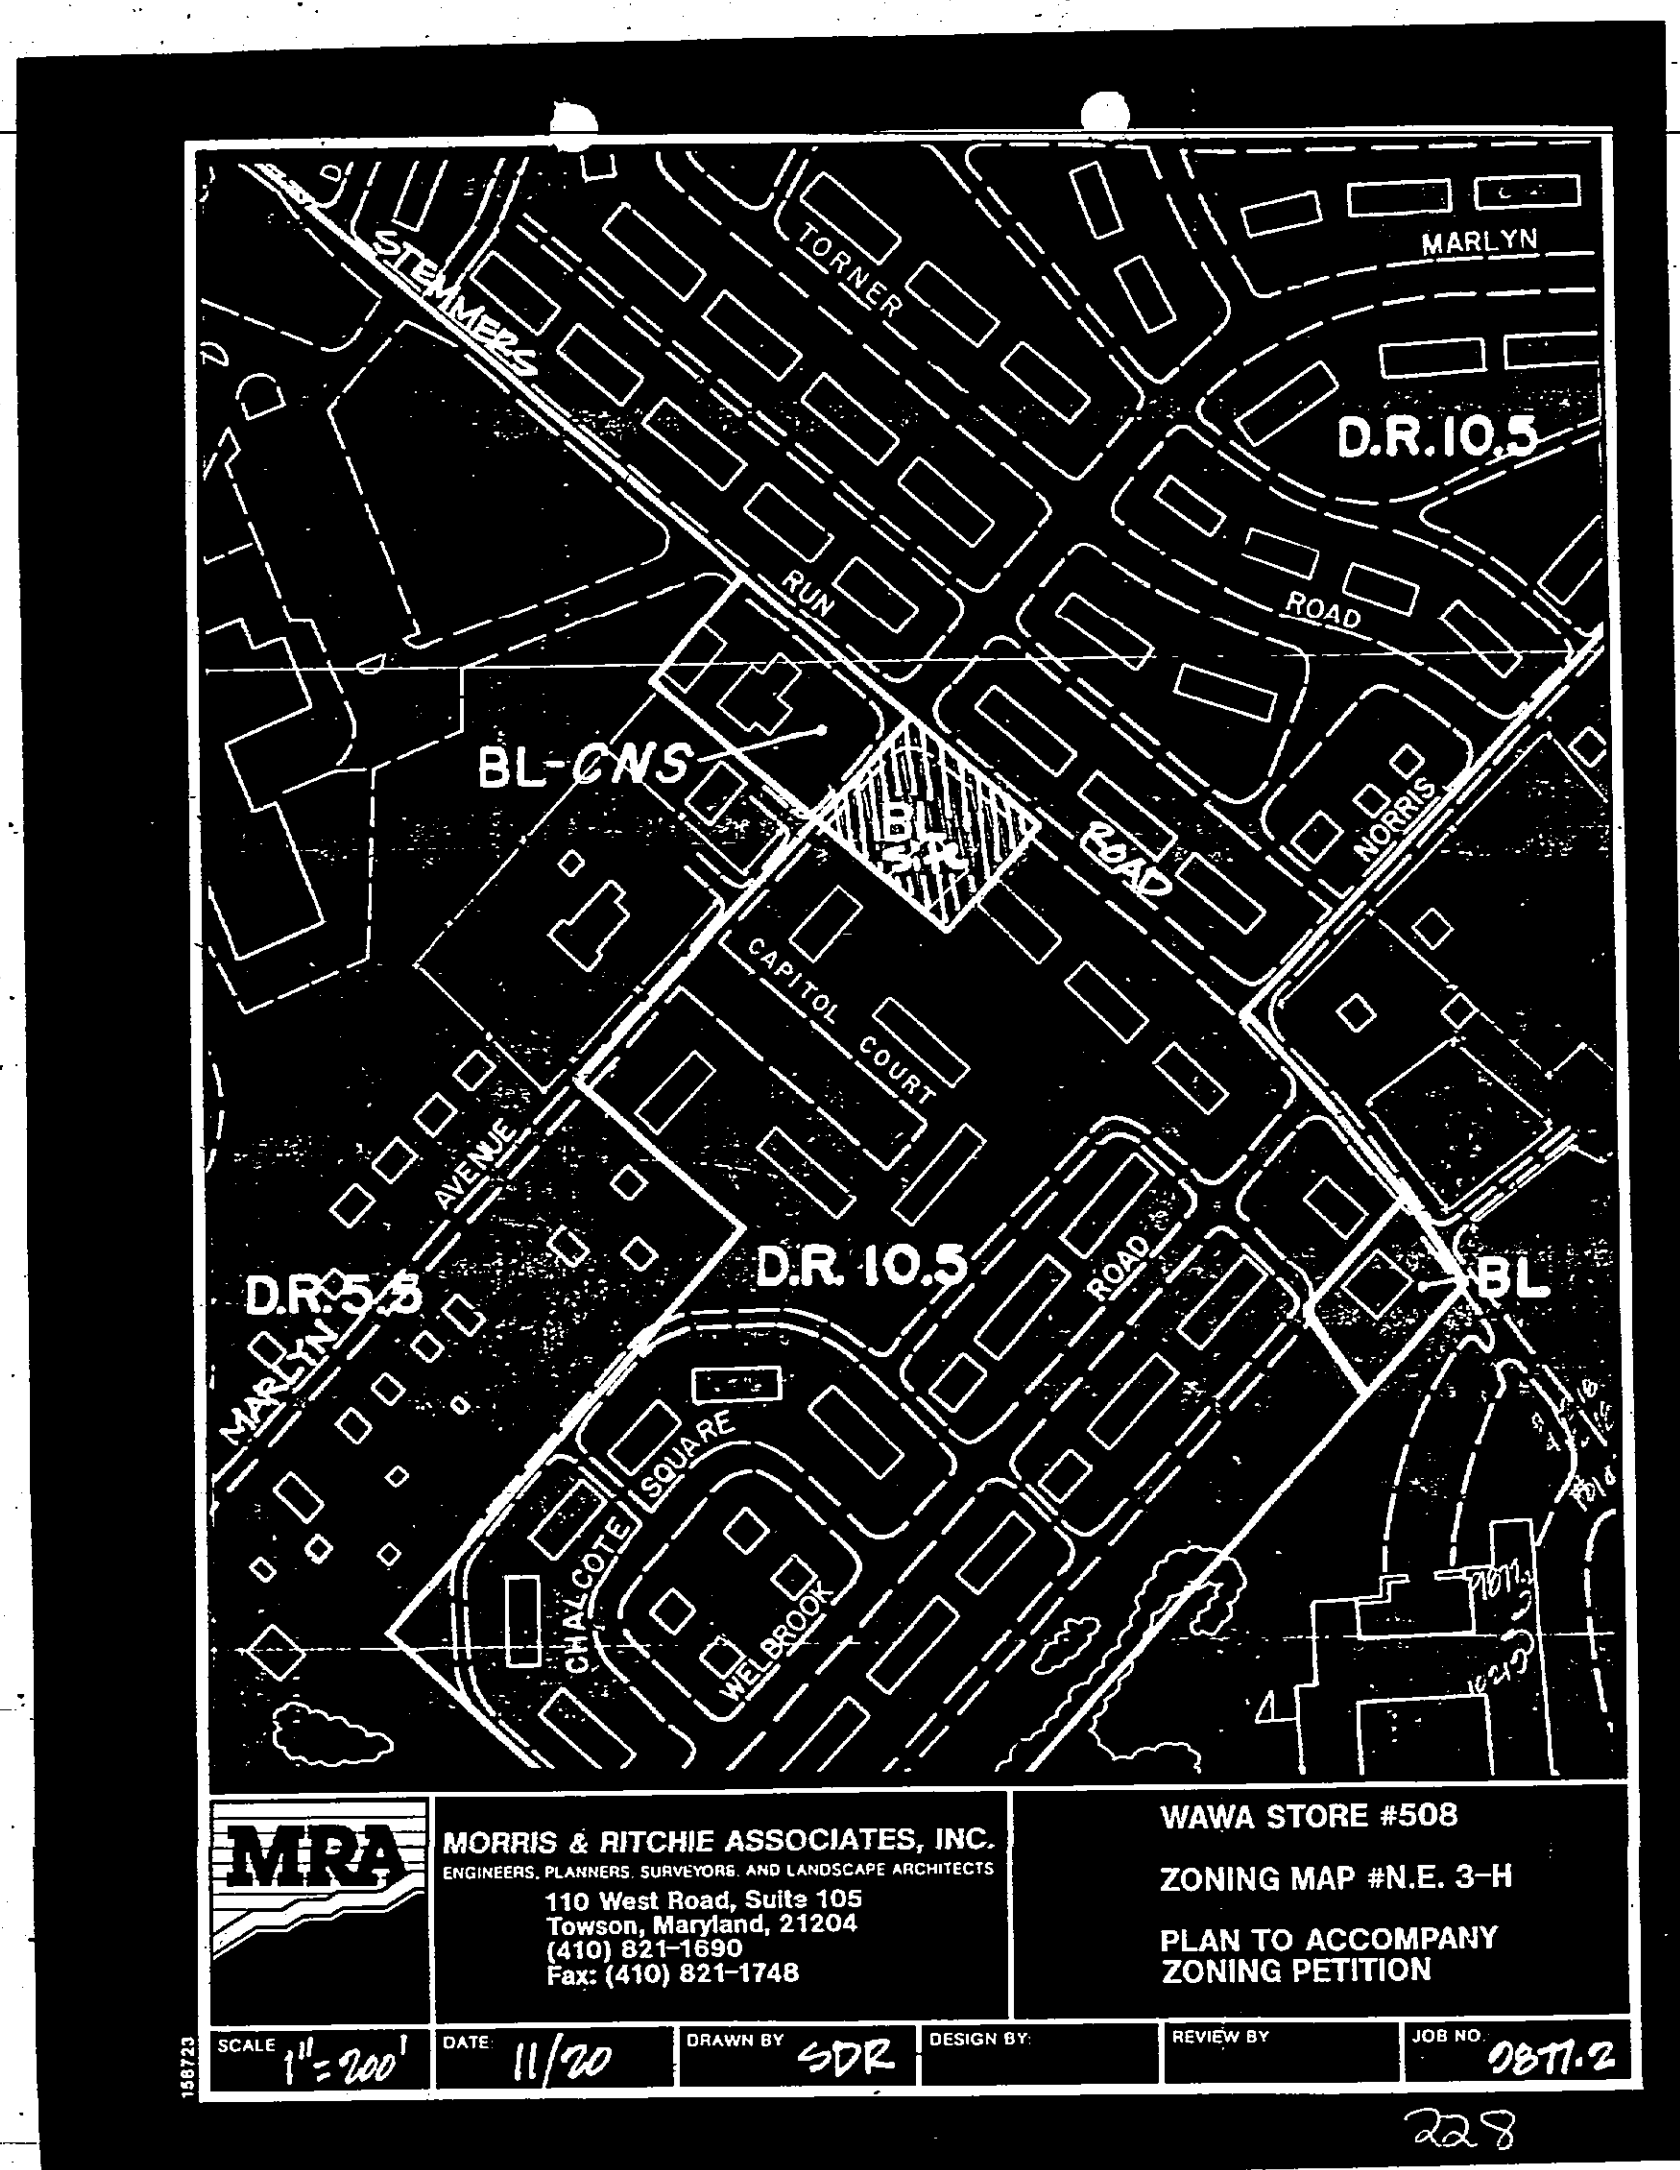 MARLYN
TORNER
STEMMERS
D.R.10.5
RUN
ROAD
BL-CNS
NORRIS
BL
SITE
ROAD
CAPITOL
COURT
AVENUE
ROAD
D.R. 10.5
D.R. 5.5
BL
MARLYN
SQUARE
CHALCOTE
WELBROOK
MRA
MORRIS & RITCHIE ASSOCIATES, INC.
ENGINEERS, PLANNERS, SURVEYORS, AND LANDSCAPE ARCHITECTS
110 West Road, Suite 105
Towson, Maryland, 21204
(410) 821-1690
Fax: (410) 821-1748
WAWA STORE #508
ZONING MAP #N.E. 3-H
PLAN TO ACCOMPANY
ZONING PETITION
SCALE 1"=200'
DATE: 11/20
DRAWN BY SDR
DESIGN BY:
REVIEW BY
JOB NO. 9877.2
158723
228